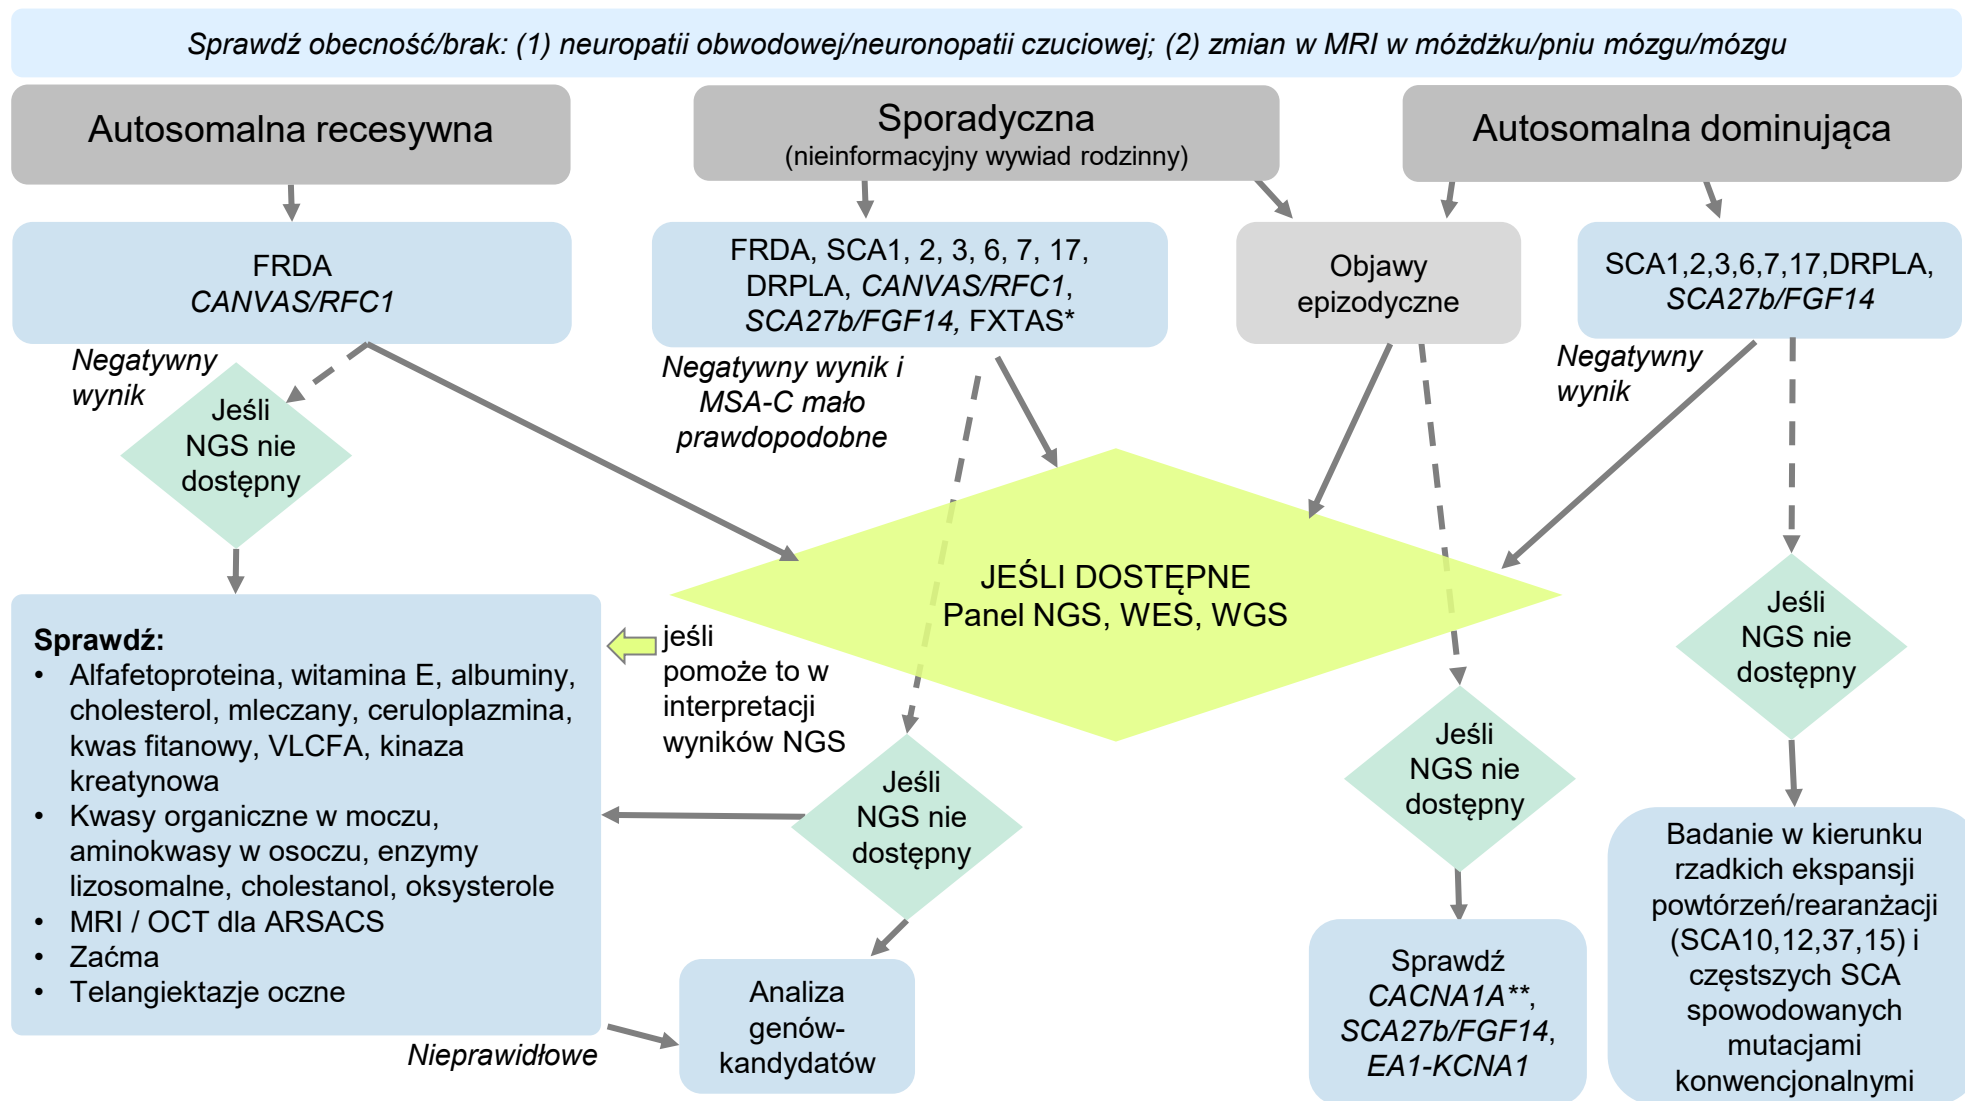 Sprawdź obecność/brak: (1) neuropatii obwodowej/neuronopatii czuciowej; (2) zmian w MRI w móżdżku/pniu mózgu/mózgu
Autosomalna recesywna
Sporadyczna
(nieinformacyjny wywiad rodzinny)
Autosomalna dominująca
FRDA
CANVAS/RFC1
FRDA, SCA1, 2, 3, 6, 7, 17,
DRPLA, CANVAS/RFC1,
SCA27b/FGF14, FXTAS*
Objawy
epizodyczne
SCA1,2,3,6,7,17,DRPLA,
SCA27b/FGF14
Negatywny
wynik
Negatywny wynik i
MSA-C mało
prawdopodobne
Negatywny
wynik
Jeśli
NGS nie
dostępny
JEŚLI DOSTĘPNE
Panel NGS, WES, WGS
Jeśli
NGS nie
dostępny
Sprawdź:
• Alfafetoproteina, witamina E, albuminy,
cholesterol, mleczany, ceruloplazmina,
kwas fitanowy, VLCFA, kinaza
kreatynowa
• Kwasy organiczne w moczu,
aminokwasy w osoczu, enzymy
lizosomalne, cholestanol, oksysterole
• MRI / OCT dla ARSACS
• Zaćma
• Telangiektazje oczne
jeśli
pomoże to w
interpretacji
wyników NGS
Jeśli
NGS nie
dostępny
Jeśli
NGS nie
dostępny
Nieprawidłowe
Analiza
genów-
kandydatów
Sprawdź
CACNA1A**,
SCA27b/FGF14,
EA1-KCNA1
Badanie w kierunku
rzadkich ekspansji
powtórzeń/rearanżacji
(SCA10,12,37,15) i
częstszych SCA
spowodowanych
mutacjami
konwencjonalnymi